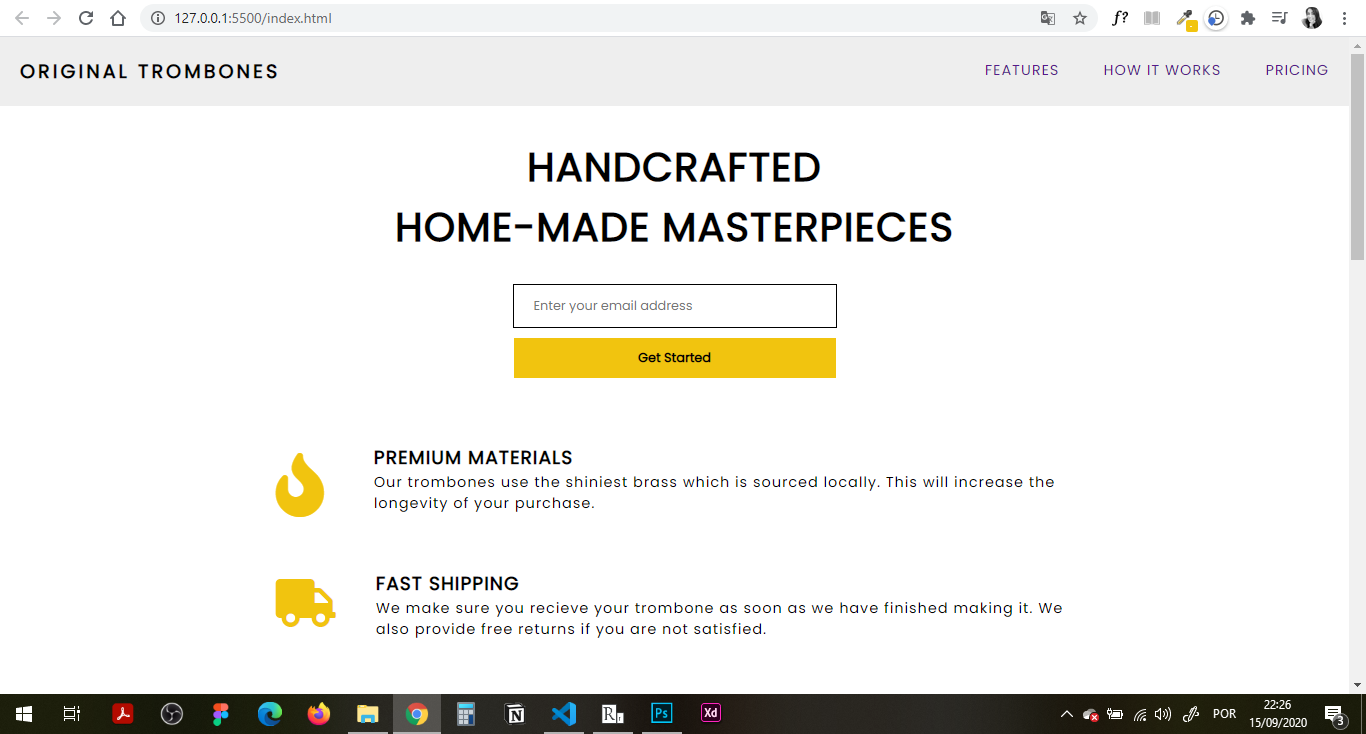 127.0.0.1:5500/index.html
f?
ORIGINAL TROMBONES
FEATURES HOW IT WORKS PRICING
HANDCRAFTED
HOME-MADE MASTERPIECES
Enter your email address
Get Started
PREMIUM MATERIALS
Our trombones use the shiniest brass which is sourced locally. This will increase the
longevity of your purchase.
FAST SHIPPING
We make sure you recieve your trombone as soon as we have finished making it. We
also provide free returns if you are not satisfied.
Ps Xd
POR
22:26
15/09/2020
3